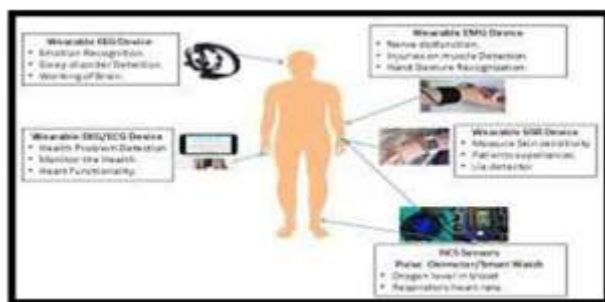 Wearable EEG Device
• Emotion Recognition.
• Sleep disorder Detection
• Working of Brain.
Wearable EMG Device
• Nerve dysfunction.
• Injuries on muscle Detection
• Hand Gesture Recognization
Wearable EKG/ECG Device
• Health Problem Detection
• Monitor the Health.
• Heart Functionality.
Wearable GSR Device
• Measure Skin sensitivity
• Patients experiences
• Lie detector
Sensors
Pulse Oximeter/Smart Watch
• Oxygen level in blood
• Respiratory heart rate